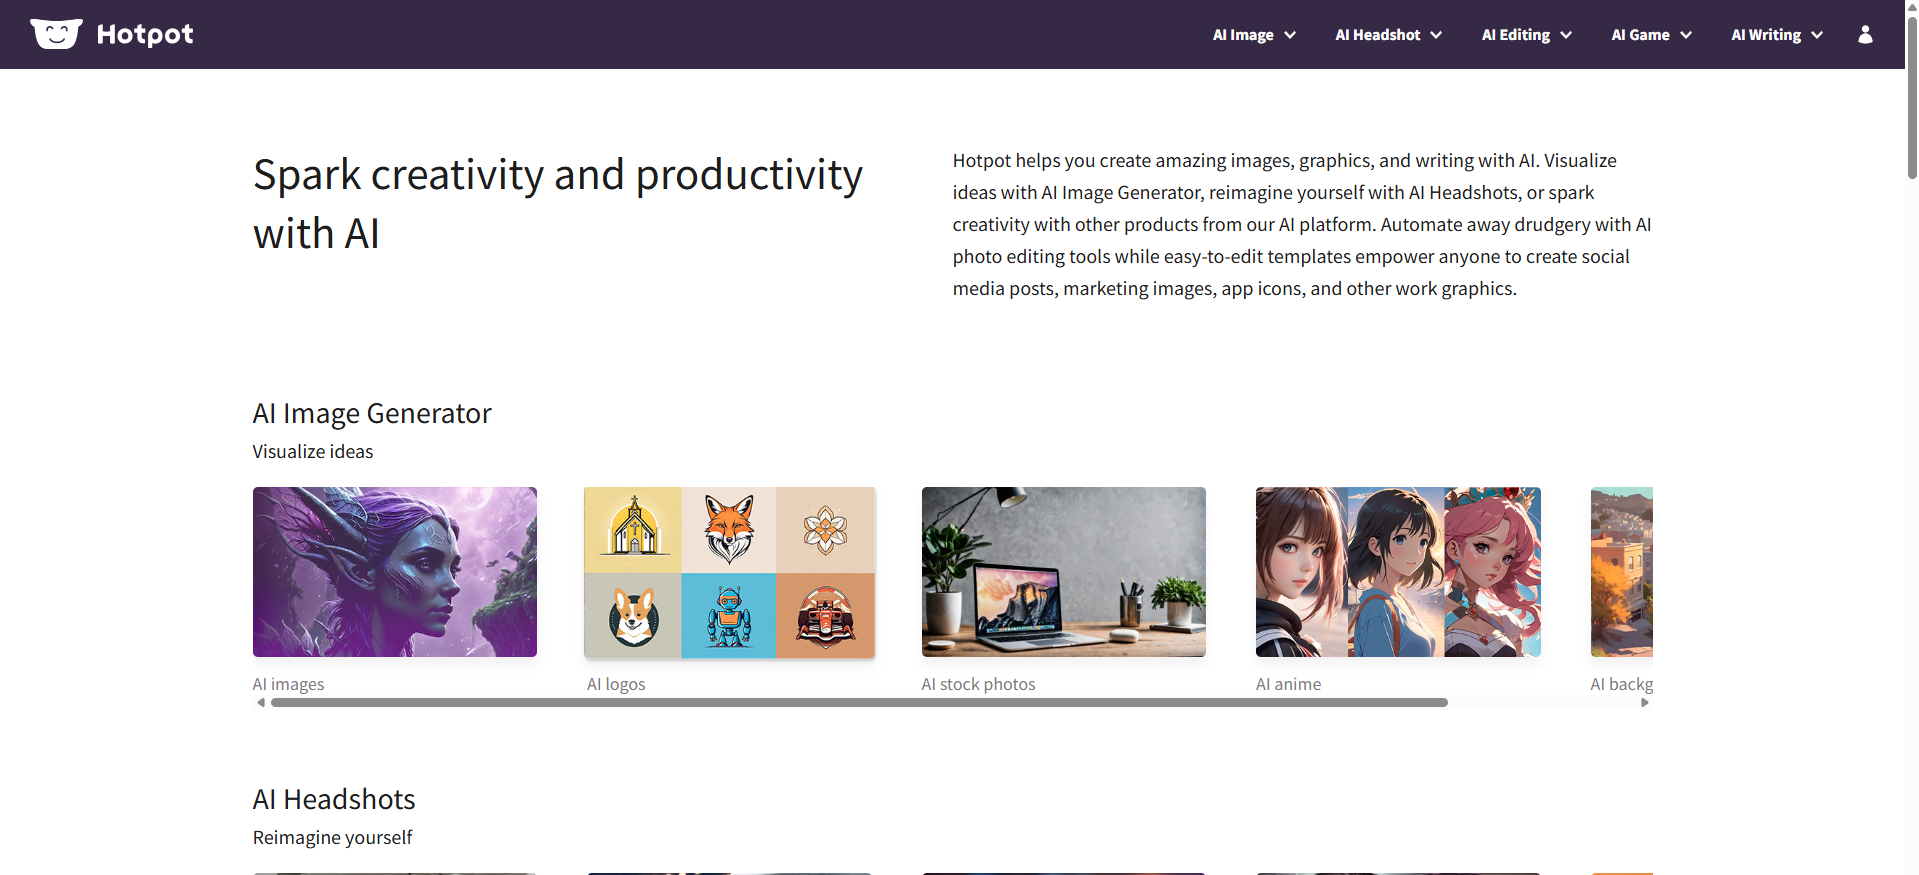 Hotpot
AI Image
AI Headshot
AI Editing
AI Game
AI Writing
Spark creativity and productivity
with AI
Hotpot helps you create amazing images, graphics, and writing with AI. Visualize
ideas with AI Image Generator, reimagine yourself with AI Headshots, or spark
creativity with other products from our AI platform. Automate away drudgery with AI
photo editing tools while easy-to-edit templates empower anyone to create social
media posts, marketing images, app icons, and other work graphics.
AI Image Generator
Visualize ideas
AI images
AI logos
AI stock photos
AI anime
AI backg
AI Headshots
Reimagine yourself